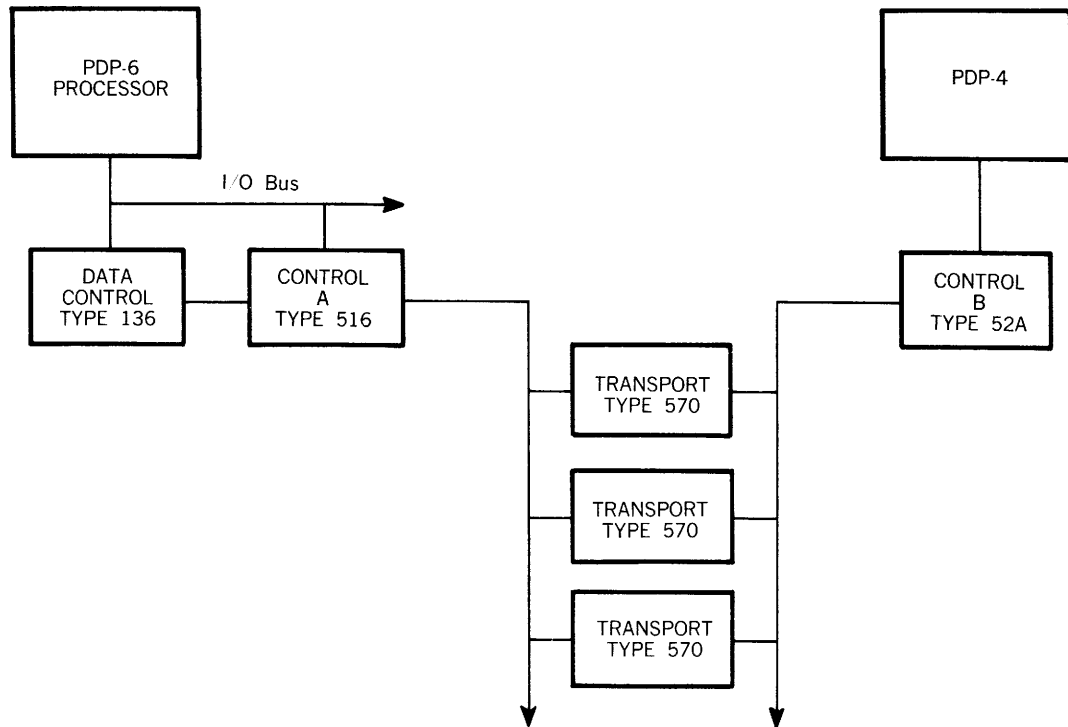 PDP-6
PROCESSOR
PDP-4
I/O Bus
DATA
CONTROL
TYPE 136
CONTROL
A
TYPE 516
CONTROL
B
TYPE 52A
TRANSPORT
TYPE 570
TRANSPORT
TYPE 570
TRANSPORT
TYPE 570